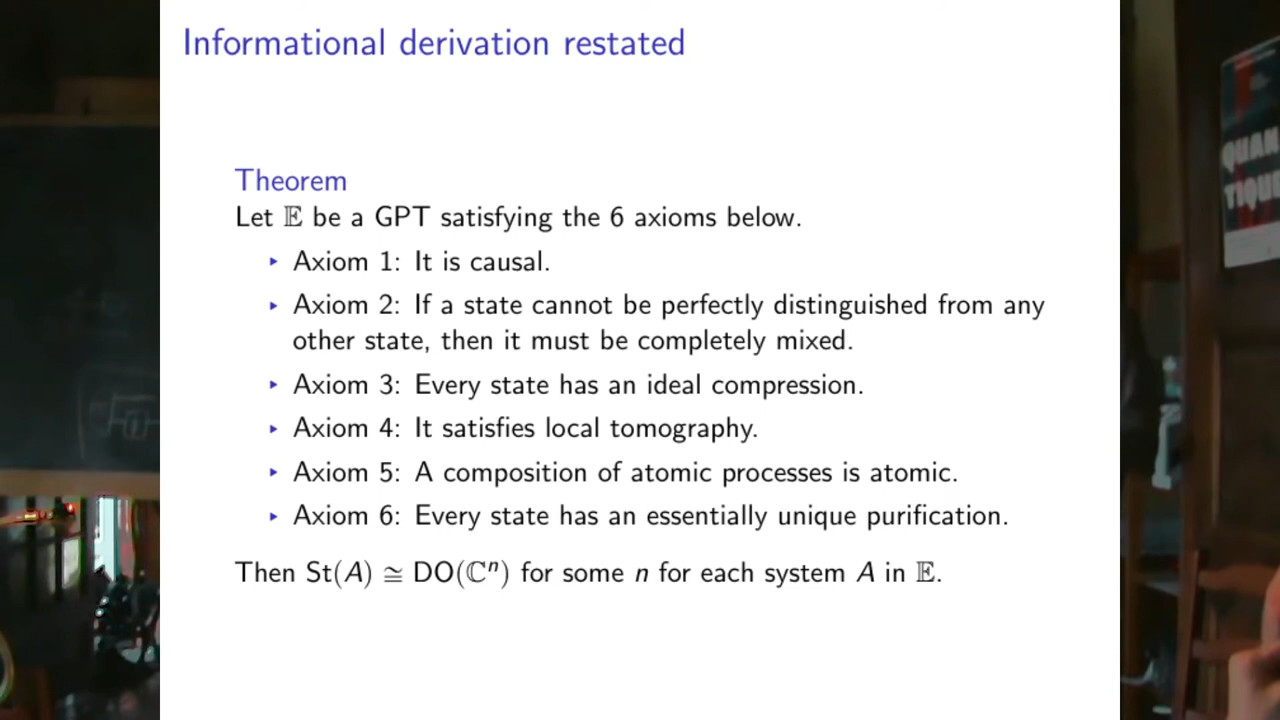 Informational derivation restated
Theorem
Let 𝔼 be a GPT satisfying the 6 axioms below.
‣ Axiom 1: It is causal.
‣ Axiom 2: If a state cannot be perfectly distinguished from any
other state, then it must be completely mixed.
‣ Axiom 3: Every state has an ideal compression.
‣ Axiom 4: It satisfies local tomography.
‣ Axiom 5: A composition of atomic processes is atomic.
‣ Axiom 6: Every state has an essentially unique purification.
Then St(A) ≅ DO(ℂⁿ) for some n for each system A in 𝔼.
QUAN
TIQU